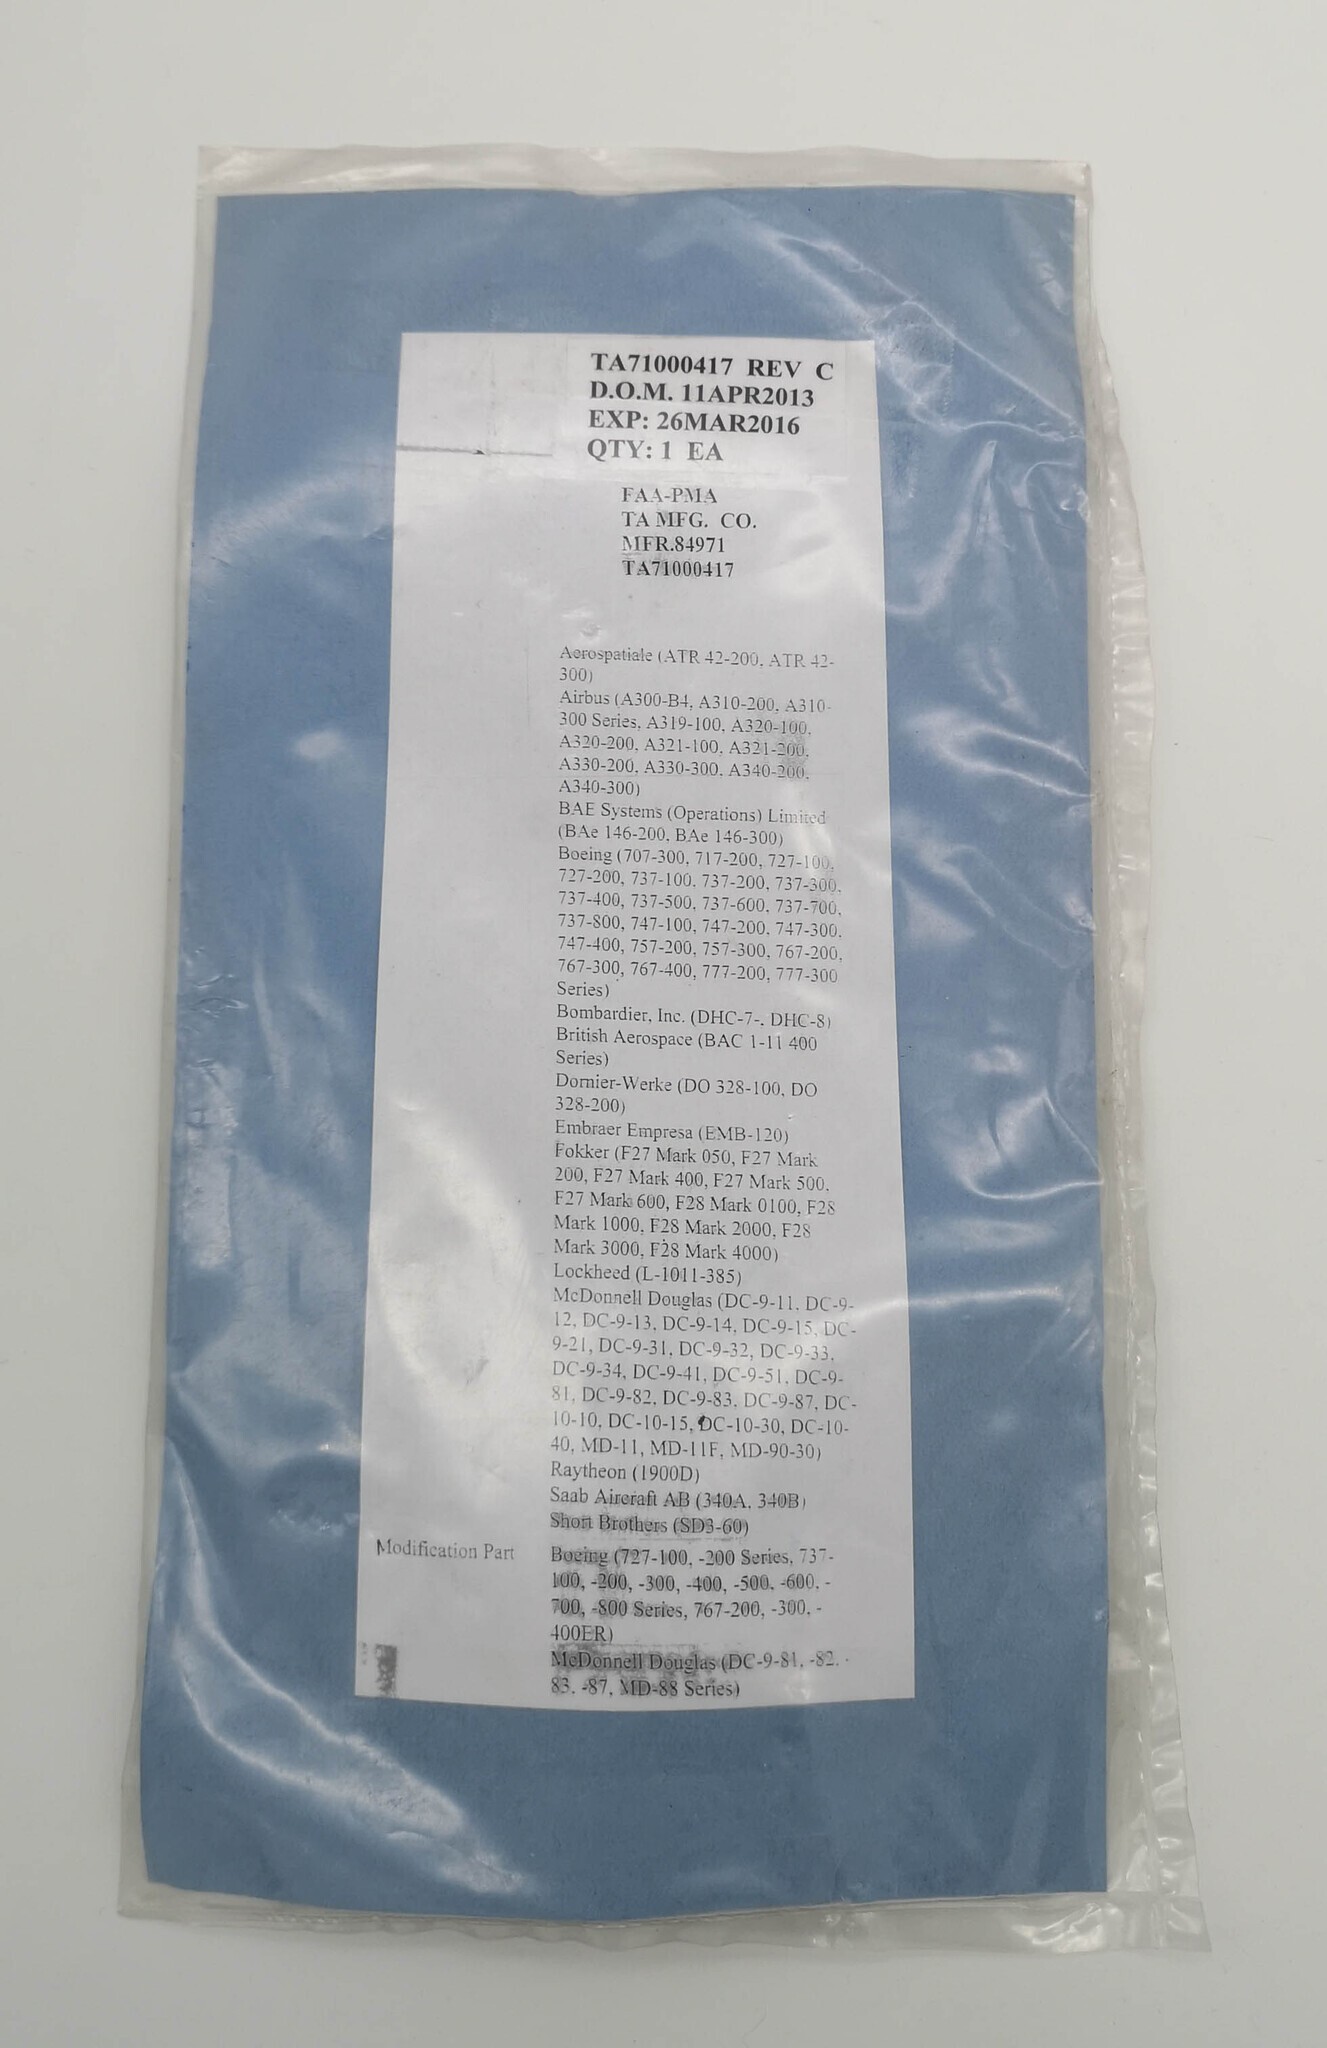 TA71000417 REV C
D.O.M. 11APR2013
EXP: 26MAR2016
QTY: 1 EA
FAA-PMA
TA MFG. CO.
MFR.84971
TA71000417
Aerospatiale (ATR 42-200, ATR 42-
300)
Airbus (A300-B4, A310-200, A310-
300 Series, A319-100, A320-100,
A320-200, A321-100, A321-200,
A330-200, A330-300, A340-200,
A340-300)
BAE Systems (Operations) Limited
(BAe 146-200, BAe 146-300)
Boeing (707-300, 717-200, 727-100,
727-200, 737-100, 737-200, 737-300,
737-400, 737-500, 737-600, 737-700,
737-800, 747-100, 747-200, 747-300,
747-400, 757-200, 757-300, 767-200,
767-300, 767-400, 777-200, 777-300
Series)
Bombardier, Inc. (DHC-7-, DHC-8)
British Aerospace (BAC 1-11 400
Series)
Dornier-Werke (DO 328-100, DO
328-200)
Embraer Empresa (EMB-120)
Fokker (F27 Mark 050, F27 Mark
200, F27 Mark 400, F27 Mark 500,
F27 Mark 600, F28 Mark 0100, F28
Mark 1000, F28 Mark 2000, F28
Mark 3000, F28 Mark 4000)
Lockheed (L-1011-385)
McDonnell Douglas (DC-9-11, DC-9-
12, DC-9-13, DC-9-14, DC-9-15, DC-
9-21, DC-9-31, DC-9-32, DC-9-33,
DC-9-34, DC-9-41, DC-9-51, DC-9-
81, DC-9-82, DC-9-83, DC-9-87, DC-
10-10, DC-10-15, DC-10-30, DC-10-
40, MD-11, MD-11F, MD-90-30)
Raytheon (1900D)
Saab Aircraft AB (340A, 340B)
Short Brothers (SD3-60)
Modification Part Boeing (727-100, -200 Series, 737-
100, -200, -300, -400, -500, -600, -
700, -800 Series, 767-200, -300, -
400ER)
McDonnell Douglas (DC-9-81, -82, -
83, -87, MD-88 Series)